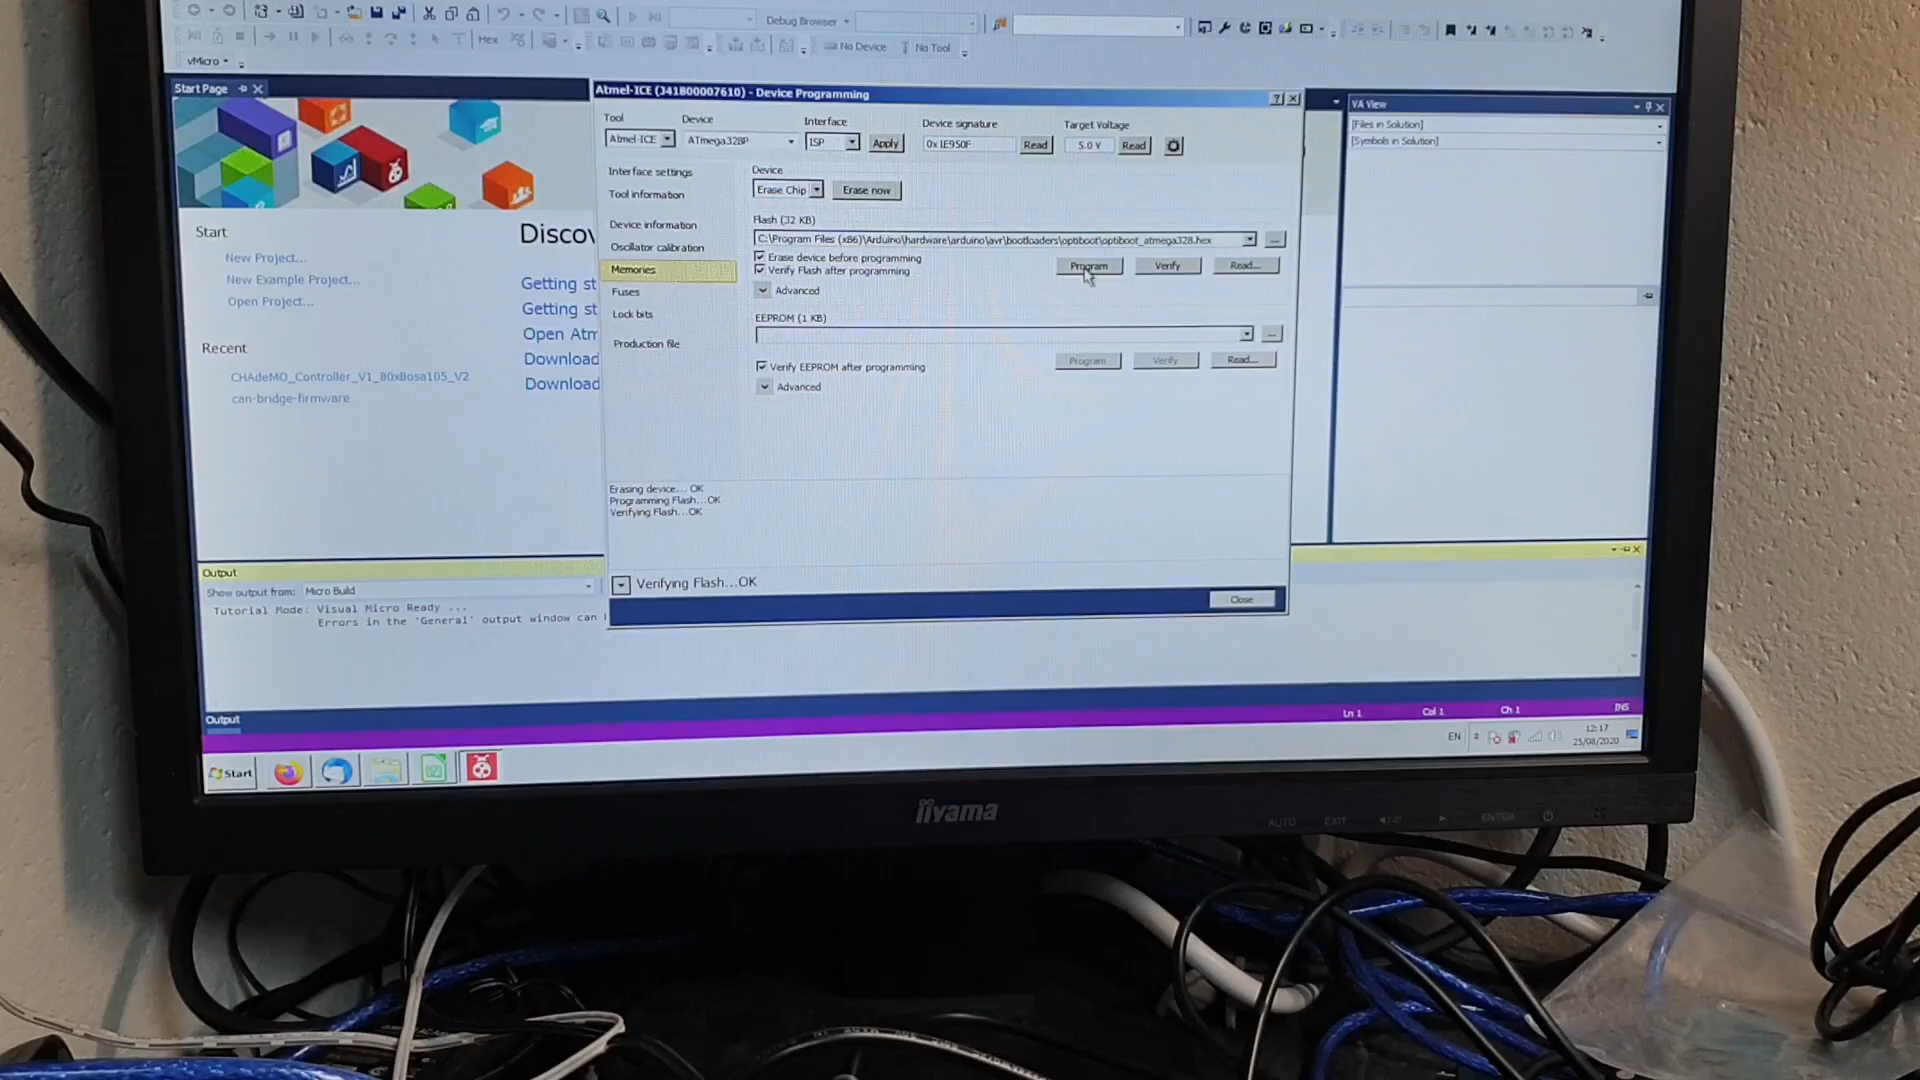 Debug Browser
Hex
No Device
No Tool
vMicro
Start Page
Atmel-ICE (J41800007610) - Device Programming
VA View
Tool
Device
Interface
Device signature
Target Voltage
[Files in Solution]
Atmel-ICE
ATmega328P
ISP
Apply
0x1E950F
Read
5.0 V
Read
[Symbols in Solution]
Interface settings
Tool information
Device information
Oscillator calibration
Memories
Fuses
Lock bits
Production file
Device
Erase Chip
Erase now
Flash (32 KB)
C:\Program Files (x86)\Arduino\hardware\arduino\avr\bootloaders\optiboot\optiboot_atmega328.hex
...
Erase device before programming
Verify Flash after programming
Program
Verify
Read...
Advanced
EEPROM (1 KB)
...
Verify EEPROM after programming
Program
Verify
Read...
Advanced
Start
New Project...
New Example Project...
Open Project...
Recent
CHAdeMO_Controller_V1_B0xBosa105_V2
can-bridge-firmware
Discov
Getting st
Getting st
Open Atm
Download
Download
Erasing device... OK
Programming Flash...OK
Verifying Flash...OK
Verifying Flash...OK
Close
Output
Show output from: Micro Build
Tutorial Mode: Visual Micro Ready ...
Errors in the 'General' output window can
Output
Ln 1
Col 1
Ch 1
INS
Start
EN
12:17
25/08/2020
iiyama
AUTO
EXIT
ENTER